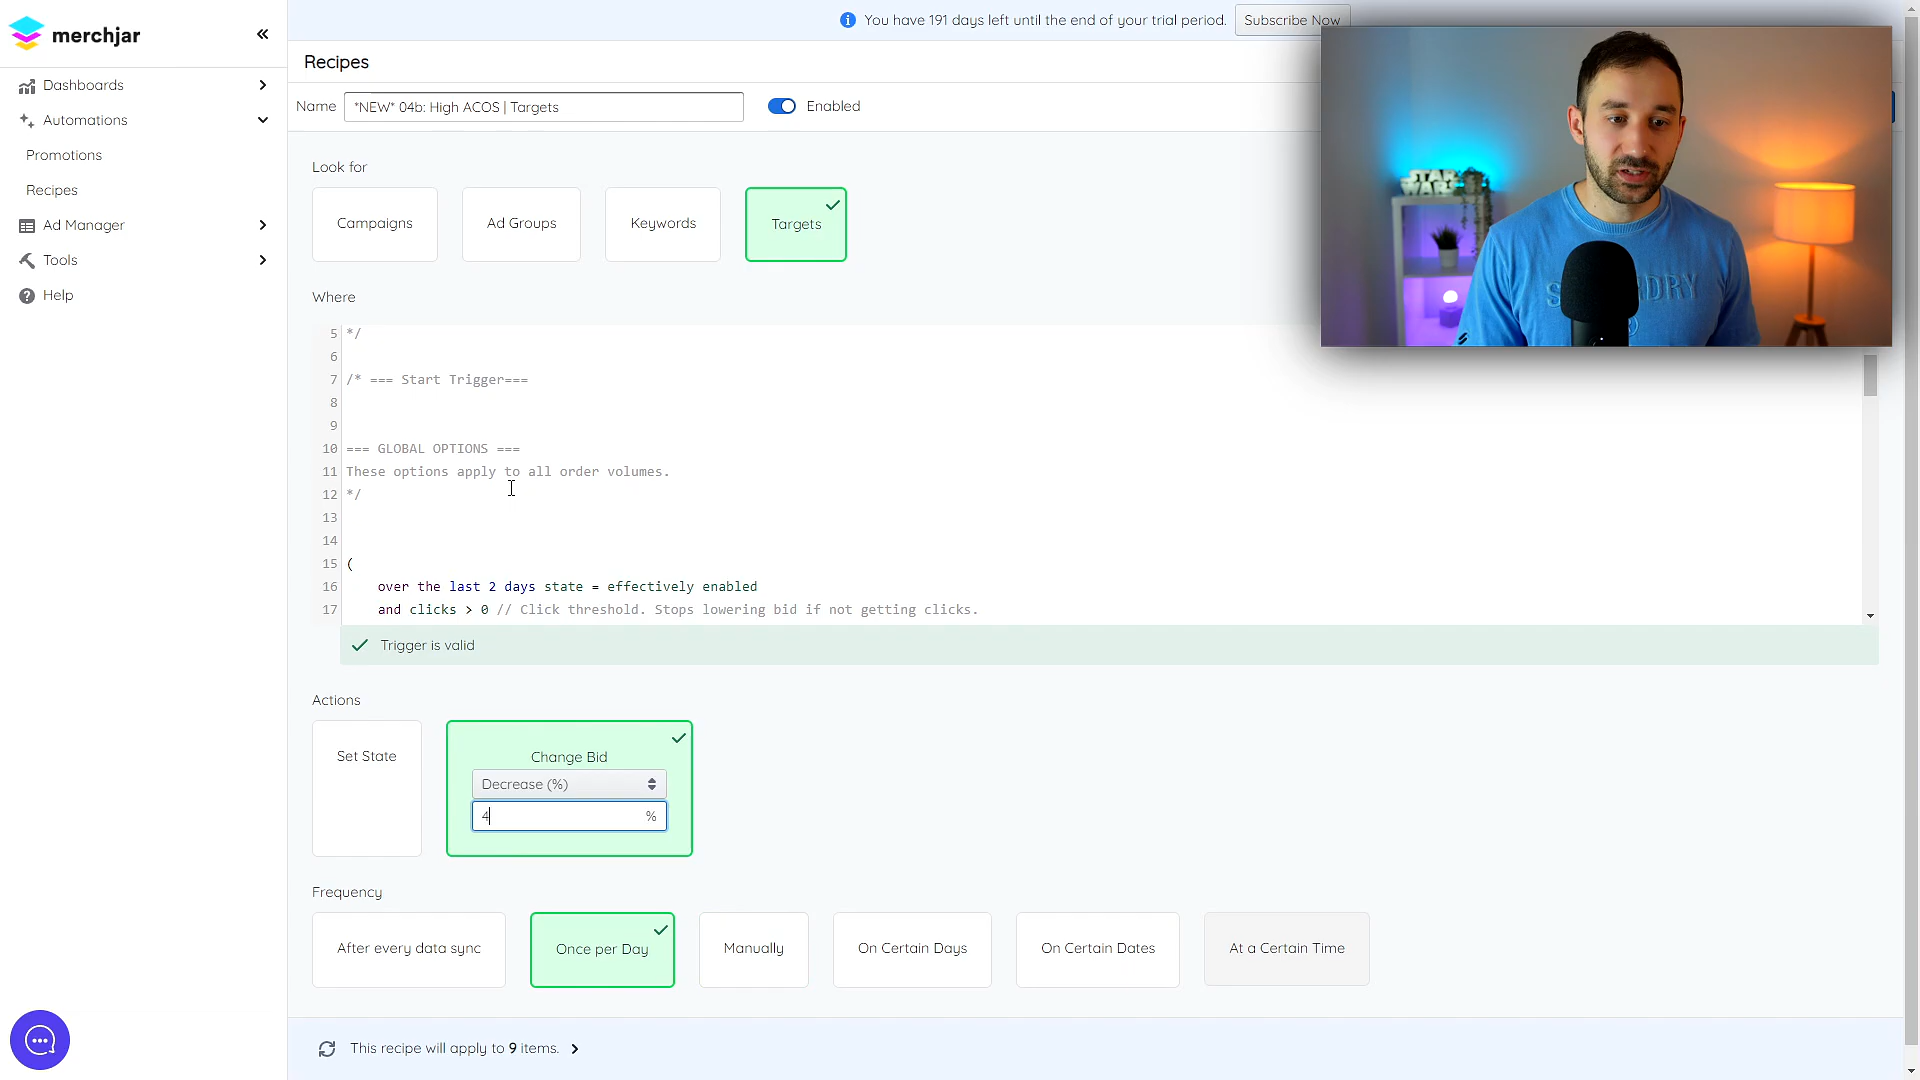 You have 191 days left until the end of your trial period. Subscribe Now
merchjar
Dashboards
Automations
Promotions
Recipes
Ad Manager
Tools
Help
Recipes
Name *NEW* 04b: High ACOS | Targets Enabled
Look for
Campaigns Ad Groups Keywords Targets
Where
5 */
6
7 /* === Start Trigger===
8
9
10 === GLOBAL OPTIONS ===
11 These options apply to all order volumes.
12 */
13
14
15 (
16 over the last 2 days state = effectively enabled
17 and clicks > 0 // Click threshold. Stops lowering bid if not getting clicks.
Trigger is valid
Actions
Set State
Change Bid
Decrease (%)
4 %
Frequency
After every data sync Once per Day Manually On Certain Days On Certain Dates At a Certain Time
This recipe will apply to 9 items.
STAR
WARS